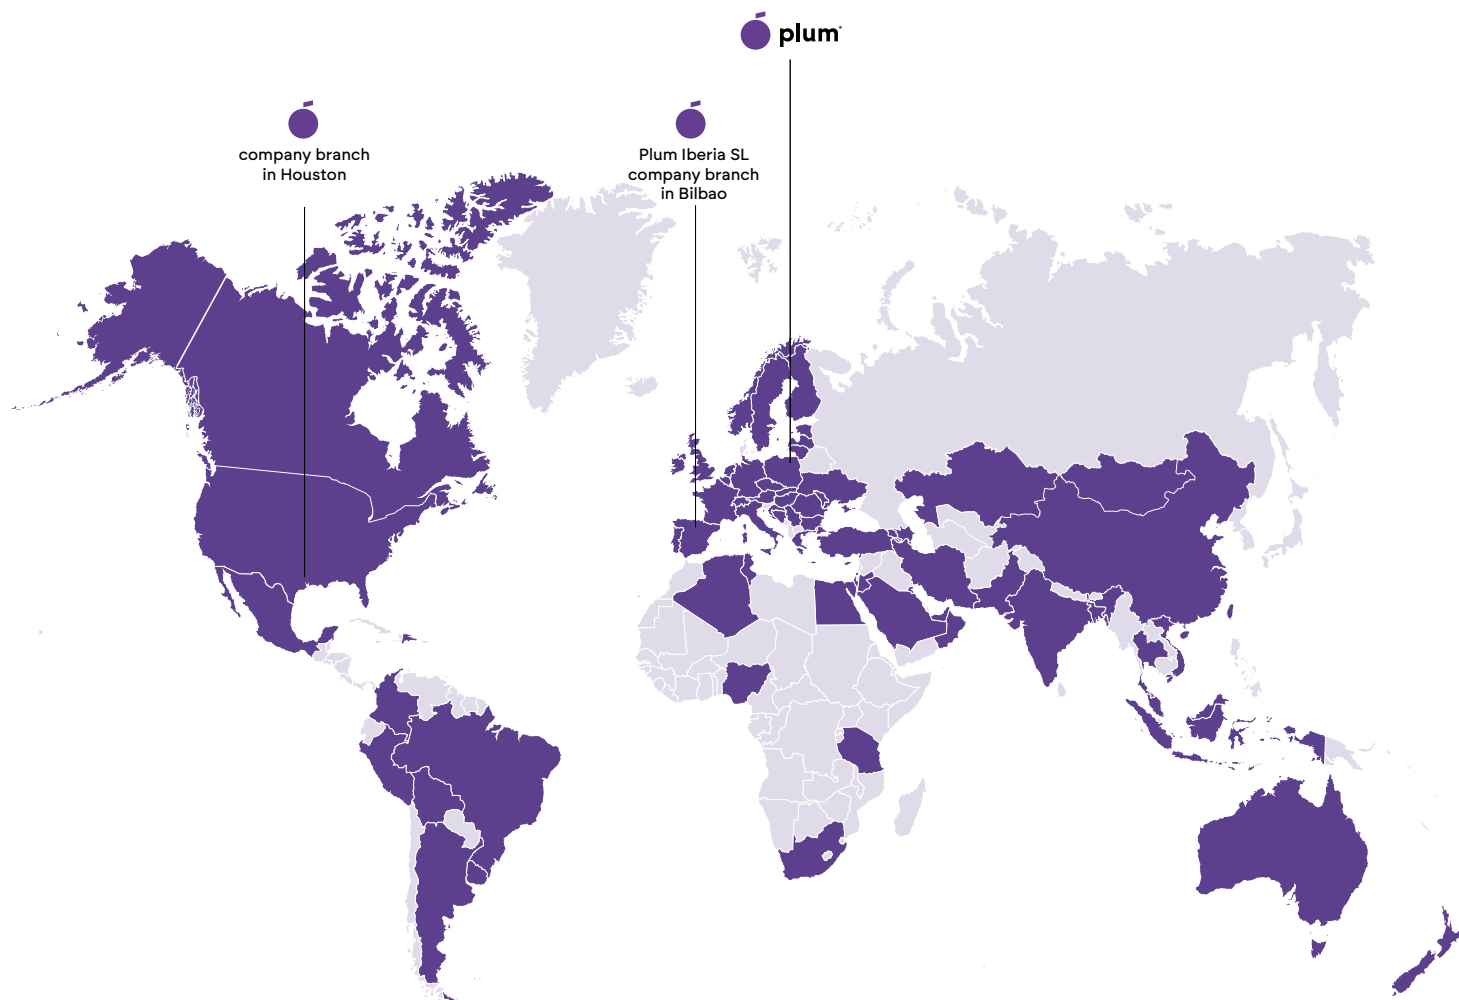 plum
company branch
in Houston
Plum Iberia SL
company branch
in Bilbao